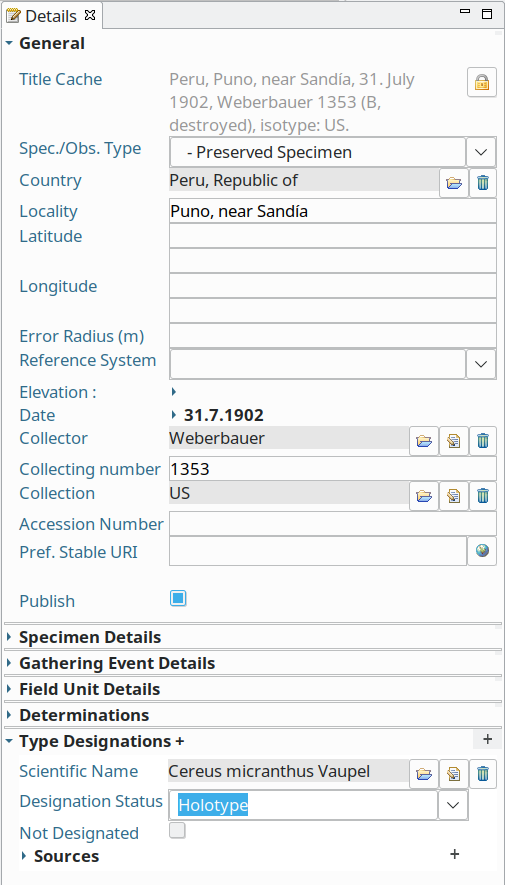 Details
General
Title Cache
Peru, Puno, near Sandía, 31. July
1902, Weberbauer 1353 (B,
destroyed), isotype: US.
Spec./Obs. Type
- Preserved Specimen
Country
Peru, Republic of
Locality
Puno, near Sandía
Latitude
Longitude
Error Radius (m)
Reference System
Elevation :
Date
31.7.1902
Collector
Weberbauer
Collecting number
1353
Collection
US
Accession Number
Pref. Stable URI
Publish
Specimen Details
Gathering Event Details
Field Unit Details
Determinations
Type Designations +
+
Scientific Name
Cereus micranthus Vaupel
Designation Status
Holotype
Not Designated
Sources
+